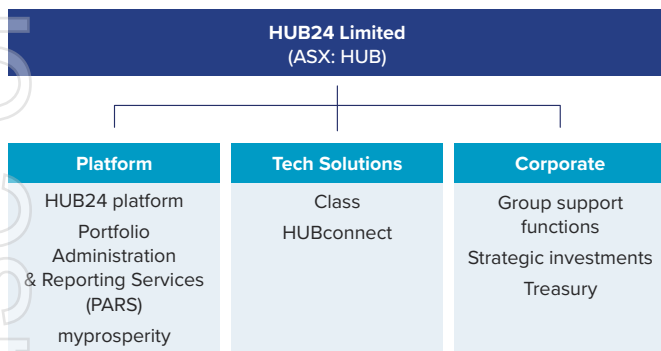 HUB24 Limited
(ASX: HUB)
Platform
HUB24 platform
Portfolio
Administration
& Reporting Services
(PARS)
myprosperity
Tech Solutions
Class
HUBconnect
Corporate
Group support
functions
Strategic investments
Treasury